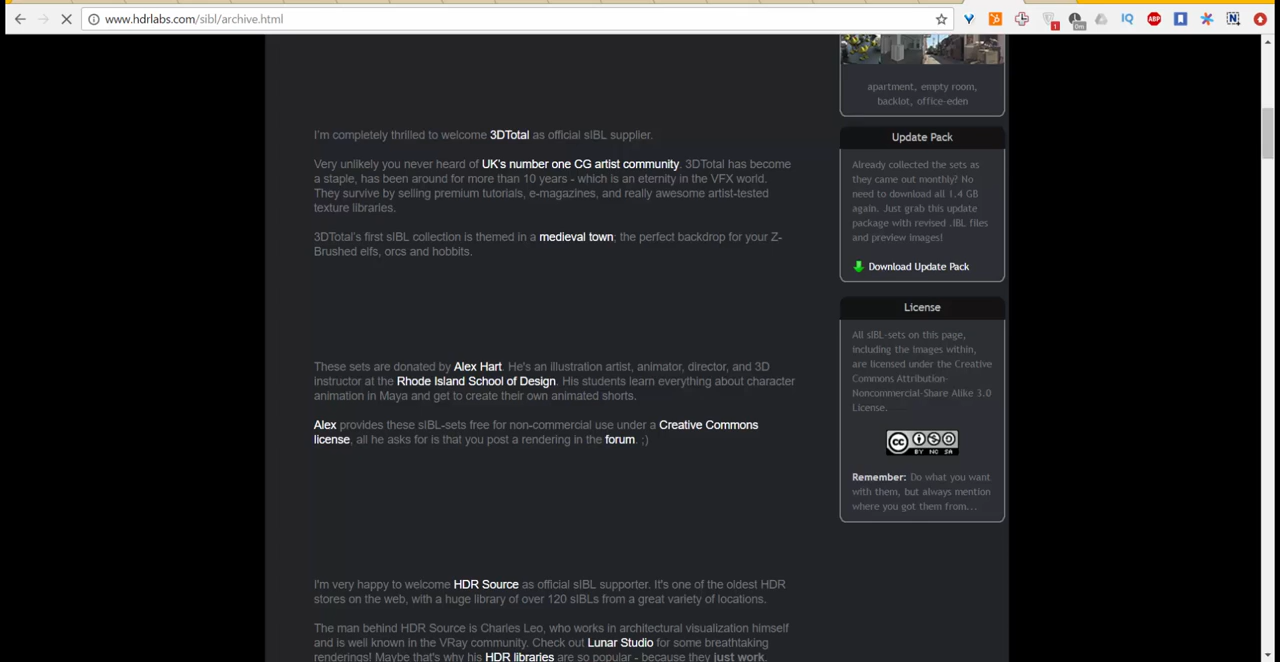 www.hdrlabs.com/sibl/archive.html
1
0m
IQ
ABP
N
apartment, empty room,
backlot, office-eden
I'm completely thrilled to welcome 3DTotal as official sIBL supplier.
Very unlikely you never heard of UK's number one CG artist community. 3DTotal has become
a staple, has been around for more than 10 years - which is an eternity in the VFX world.
They survive by selling premium tutorials, e-magazines, and really awesome artist-tested
texture libraries.
3DTotal's first sIBL collection is themed in a medieval town; the perfect backdrop for your Z-
Brushed elfs, orcs and hobbits.
Update Pack
Already collected the sets as
they came out monthly? No
need to download all 1.4 GB
again. Just grab this update
package with revised .IBL files
and preview images!
Download Update Pack
License
All sIBL-sets on this page,
including the images within,
are licensed under the Creative
Commons Attribution-
Noncommercial-Share Alike 3.0
License.
cc
BY NC SA
Remember: Do what you want
with them, but always mention
where you got them from...
These sets are donated by Alex Hart. He's an illustration artist, animator, director, and 3D
instructor at the Rhode Island School of Design. His students learn everything about character
animation in Maya and get to create their own animated shorts.
Alex provides these sIBL-sets free for non-commercial use under a Creative Commons
license, all he asks for is that you post a rendering in the forum. ;)
I'm very happy to welcome HDR Source as official sIBL supporter. It's one of the oldest HDR
stores on the web, with a huge library of over 120 sIBLs from a great variety of locations.
The man behind HDR Source is Charles Leo, who works in architectural visualization himself
and is well known in the VRay community. Check out Lunar Studio for some breathtaking
renderings! Maybe that's why his HDR libraries are so popular - because they just work.